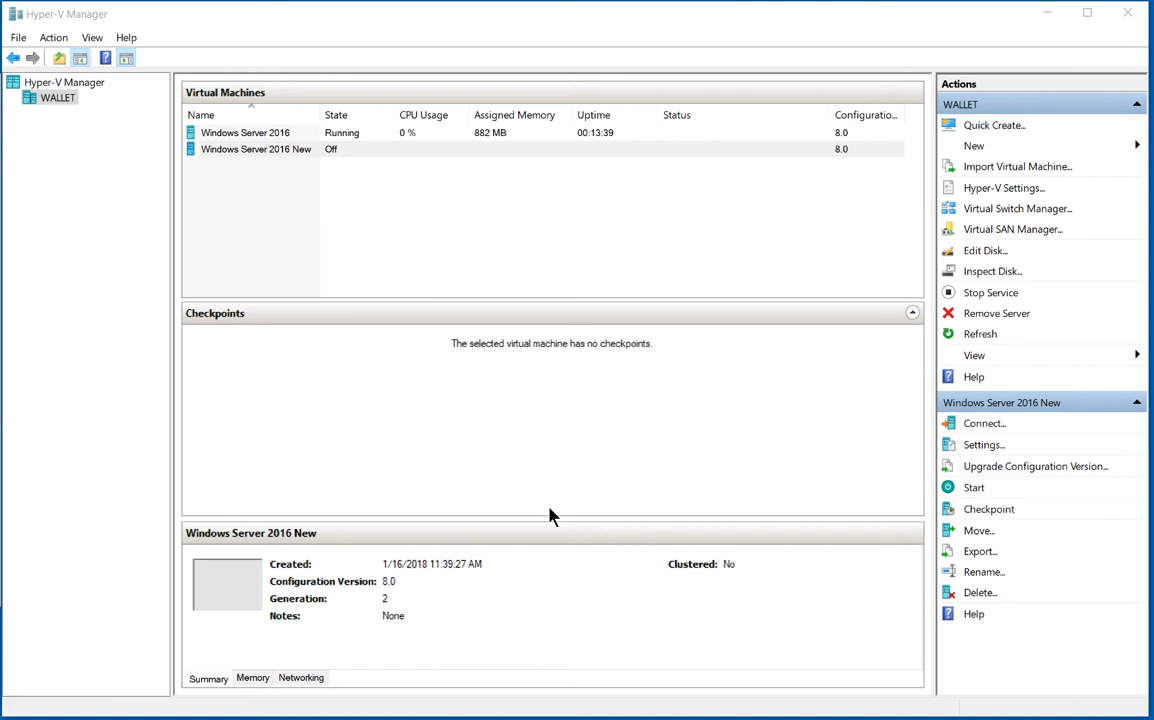 Hyper-V Manager
File Action View Help
Hyper-V Manager
WALLET
Virtual Machines
Name State CPU Usage Assigned Memory Uptime Status Configuratio...
Windows Server 2016 Running 0 % 882 MB 00:13:39 8.0
Windows Server 2016 New Off 8.0
Checkpoints
The selected virtual machine has no checkpoints.
Windows Server 2016 New
Created: 1/16/2018 11:39:27 AM Clustered: No
Configuration Version: 8.0
Generation: 2
Notes: None
Summary Memory Networking
Actions
WALLET
Quick Create...
New
Import Virtual Machine...
Hyper-V Settings...
Virtual Switch Manager...
Virtual SAN Manager...
Edit Disk...
Inspect Disk...
Stop Service
Remove Server
Refresh
View
Help
Windows Server 2016 New
Connect...
Settings...
Upgrade Configuration Version...
Start
Checkpoint
Move...
Export...
Rename...
Delete...
Help